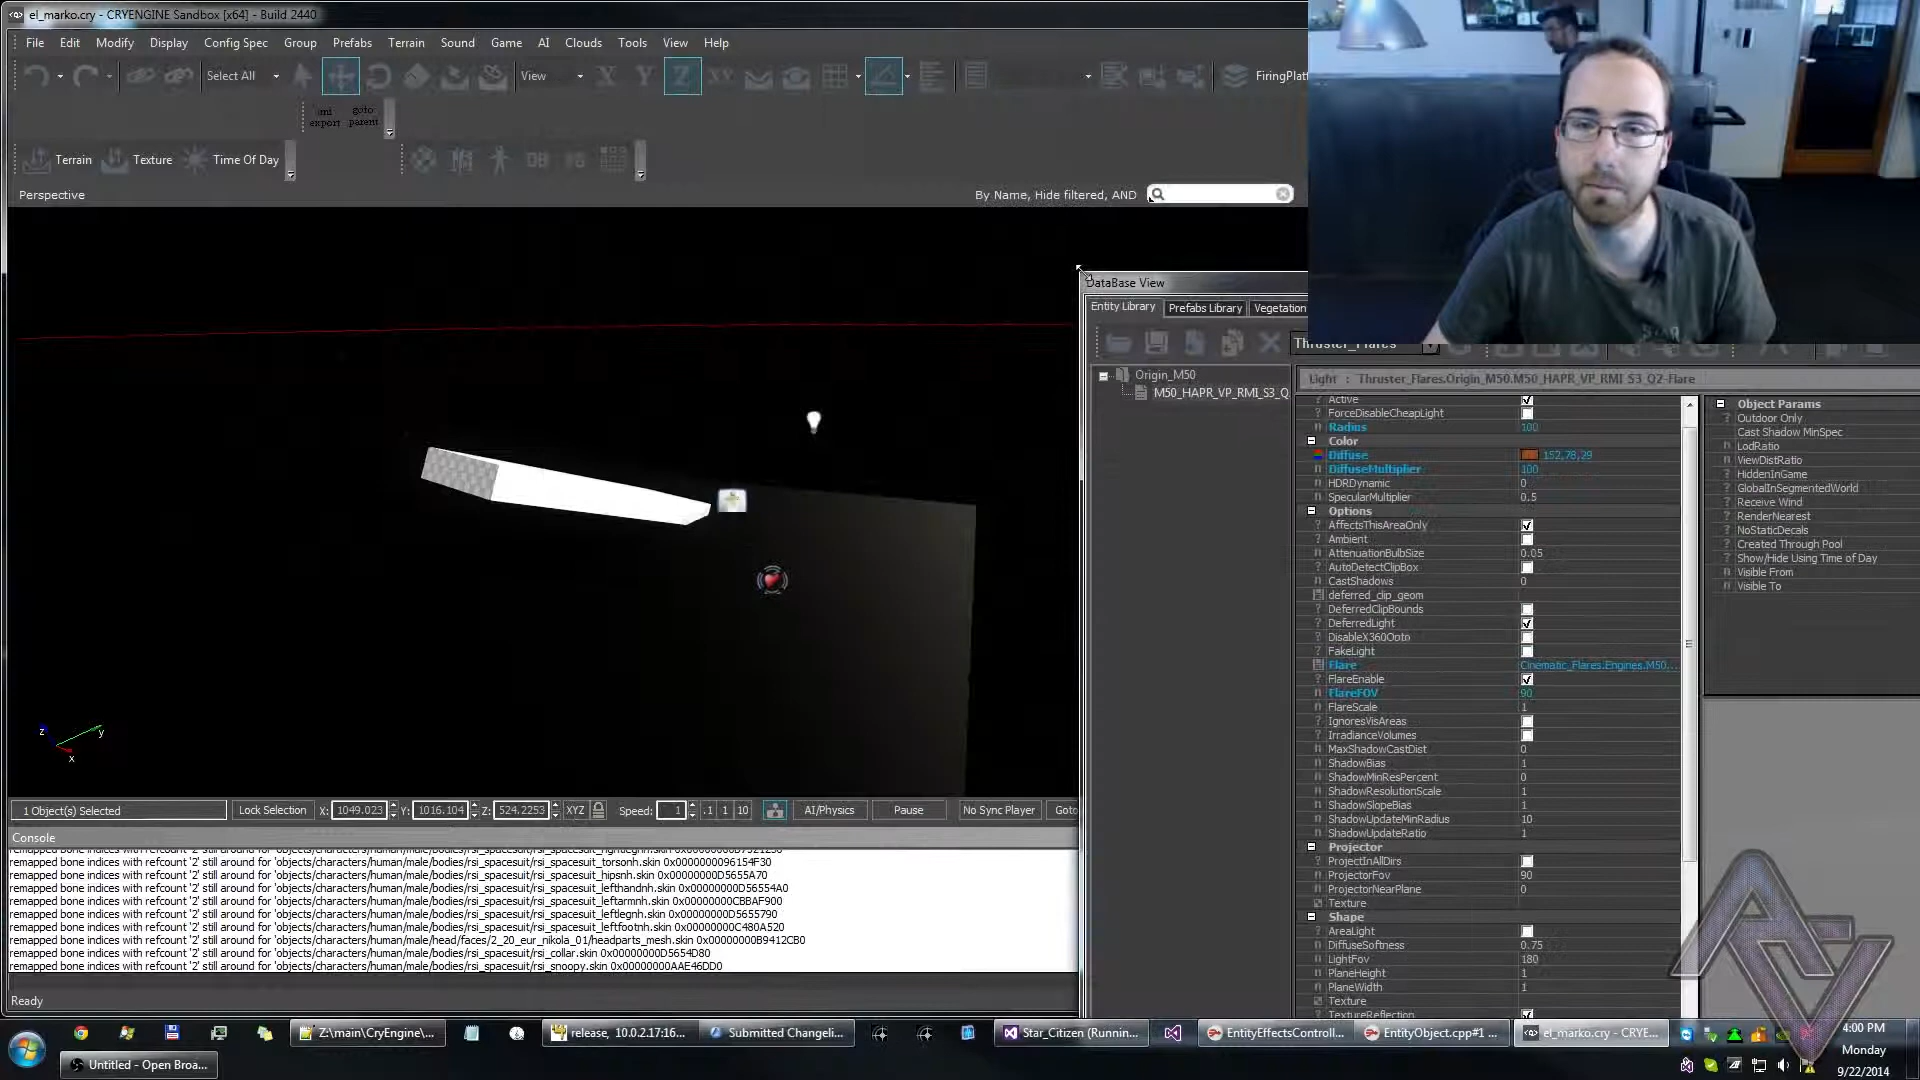 el_marko.cry - CRYENGINE Sandbox [x64] - Build 2440
File Edit Modify Display Config Spec Group Prefabs Terrain Sound Game AI Clouds Tools View Help
Select All View X Y Z XY FiringPlatf
export goto parent
Terrain Texture Time Of Day
Perspective
By Name, Hide filtered, AND
DataBase View
Entity Library Prefabs Library Vegetation
Thruster_Flares
Origin_M50
M50_HAPR_VP_RMI_S3_Q
Light : Thruster_Flares.Origin_M50.M50_HAPR_VP_RMI_S3_Q2-Flare
Active
ForceDisableCheapLight
Radius 100
Color
Diffuse 152,78,29
DiffuseMultiplier 100
HDRDynamic 0
SpecularMultiplier 0.5
Options
AffectsThisAreaOnly
Ambient
AttenuationBulbSize 0.05
AutoDetectClipBox
CastShadows 0
deferred_clip_geom
DeferredClipBounds
DeferredLight
DisableX360Opto
FakeLight
Flare Cinematic_Flares.Engines.M50....
FlareEnable
FlareFOV 90
FlareScale 1
IgnoresVisAreas
IrradianceVolumes
MaxShadowCastDist 0
ShadowBias 1
ShadowMinResPercent 0
ShadowResolutionScale 1
ShadowSlopeBias 1
ShadowUpdateMinRadius 10
ShadowUpdateRatio 1
Projector
ProjectInAllDirs
ProjectorFov 90
ProjectorNearPlane 0
Texture
Shape
AreaLight
DiffuseSoftness 0.75
LightFov 180
PlaneHeight 1
PlaneWidth 1
Texture
TextureReflection
Object Params
Outdoor Only
Cast Shadow MinSpec
LodRatio
ViewDistRatio
HiddenInGame
GlobalInSegmentedWorld
Receive Wind
RenderNearest
NoStaticDecals
Created Through Pool
Show/Hide Using Time of Day
Visible From
Visible To
z y x
1 Object(s) Selected Lock Selection X: 1049.023 Y: 1016.104 Z: 524.2253 XYZ Speed: 1 .1 1 10 AI/Physics Pause No Sync Player Goto
Console
remapped bone indices with refcount '2' still around for 'objects/characters/human/male/bodies/rsi_spacesuit/rsi_spacesuit_torsonh.skin 0x0000000096154F30
remapped bone indices with refcount '2' still around for 'objects/characters/human/male/bodies/rsi_spacesuit/rsi_spacesuit_hipsnh.skin 0x00000000D5655A70
remapped bone indices with refcount '2' still around for 'objects/characters/human/male/bodies/rsi_spacesuit/rsi_spacesuit_lefthandnh.skin 0x00000000D56554A0
remapped bone indices with refcount '2' still around for 'objects/characters/human/male/bodies/rsi_spacesuit/rsi_spacesuit_leftarmnh.skin 0x00000000CBBAF900
remapped bone indices with refcount '2' still around for 'objects/characters/human/male/bodies/rsi_spacesuit/rsi_spacesuit_leftlegnh.skin 0x00000000D5655790
remapped bone indices with refcount '2' still around for 'objects/characters/human/male/bodies/rsi_spacesuit/rsi_spacesuit_leftfootnh.skin 0x00000000C480A520
remapped bone indices with refcount '2' still around for 'objects/characters/human/male/head/faces/2_20_eur_nikola_01/headparts_mesh.skin 0x00000000B9412CB0
remapped bone indices with refcount '2' still around for 'objects/characters/human/male/bodies/rsi_spacesuit/rsi_collar.skin 0x00000000D5654D80
remapped bone indices with refcount '2' still around for 'objects/characters/human/male/bodies/rsi_spacesuit/rsi_snoopy.skin 0x00000000AAE46DD0
Ready
Z:\main\CryEngine\... release, 10.0.2.17:16... Submitted Changeli... Star_Citizen (Runnin... EntityEffectsControll... EntityObject.cpp#1 ... el_marko.cry - CRYE...
Untitled - Open Broa...
4:00 PM
Monday
9/22/2014